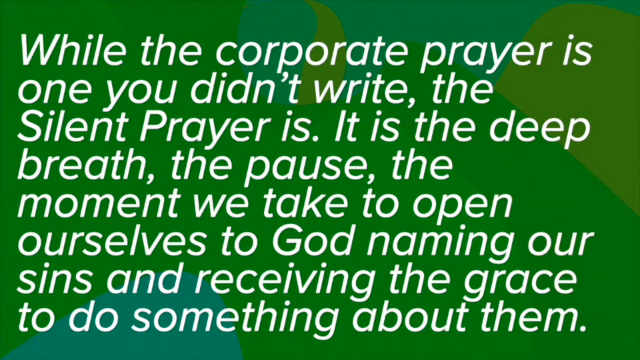 While the corporate prayer is
one you didn’t write, the
Silent Prayer is. It is the deep
breath, the pause, the
moment we take to open
ourselves to God naming our
sins and receiving the grace
to do something about them.